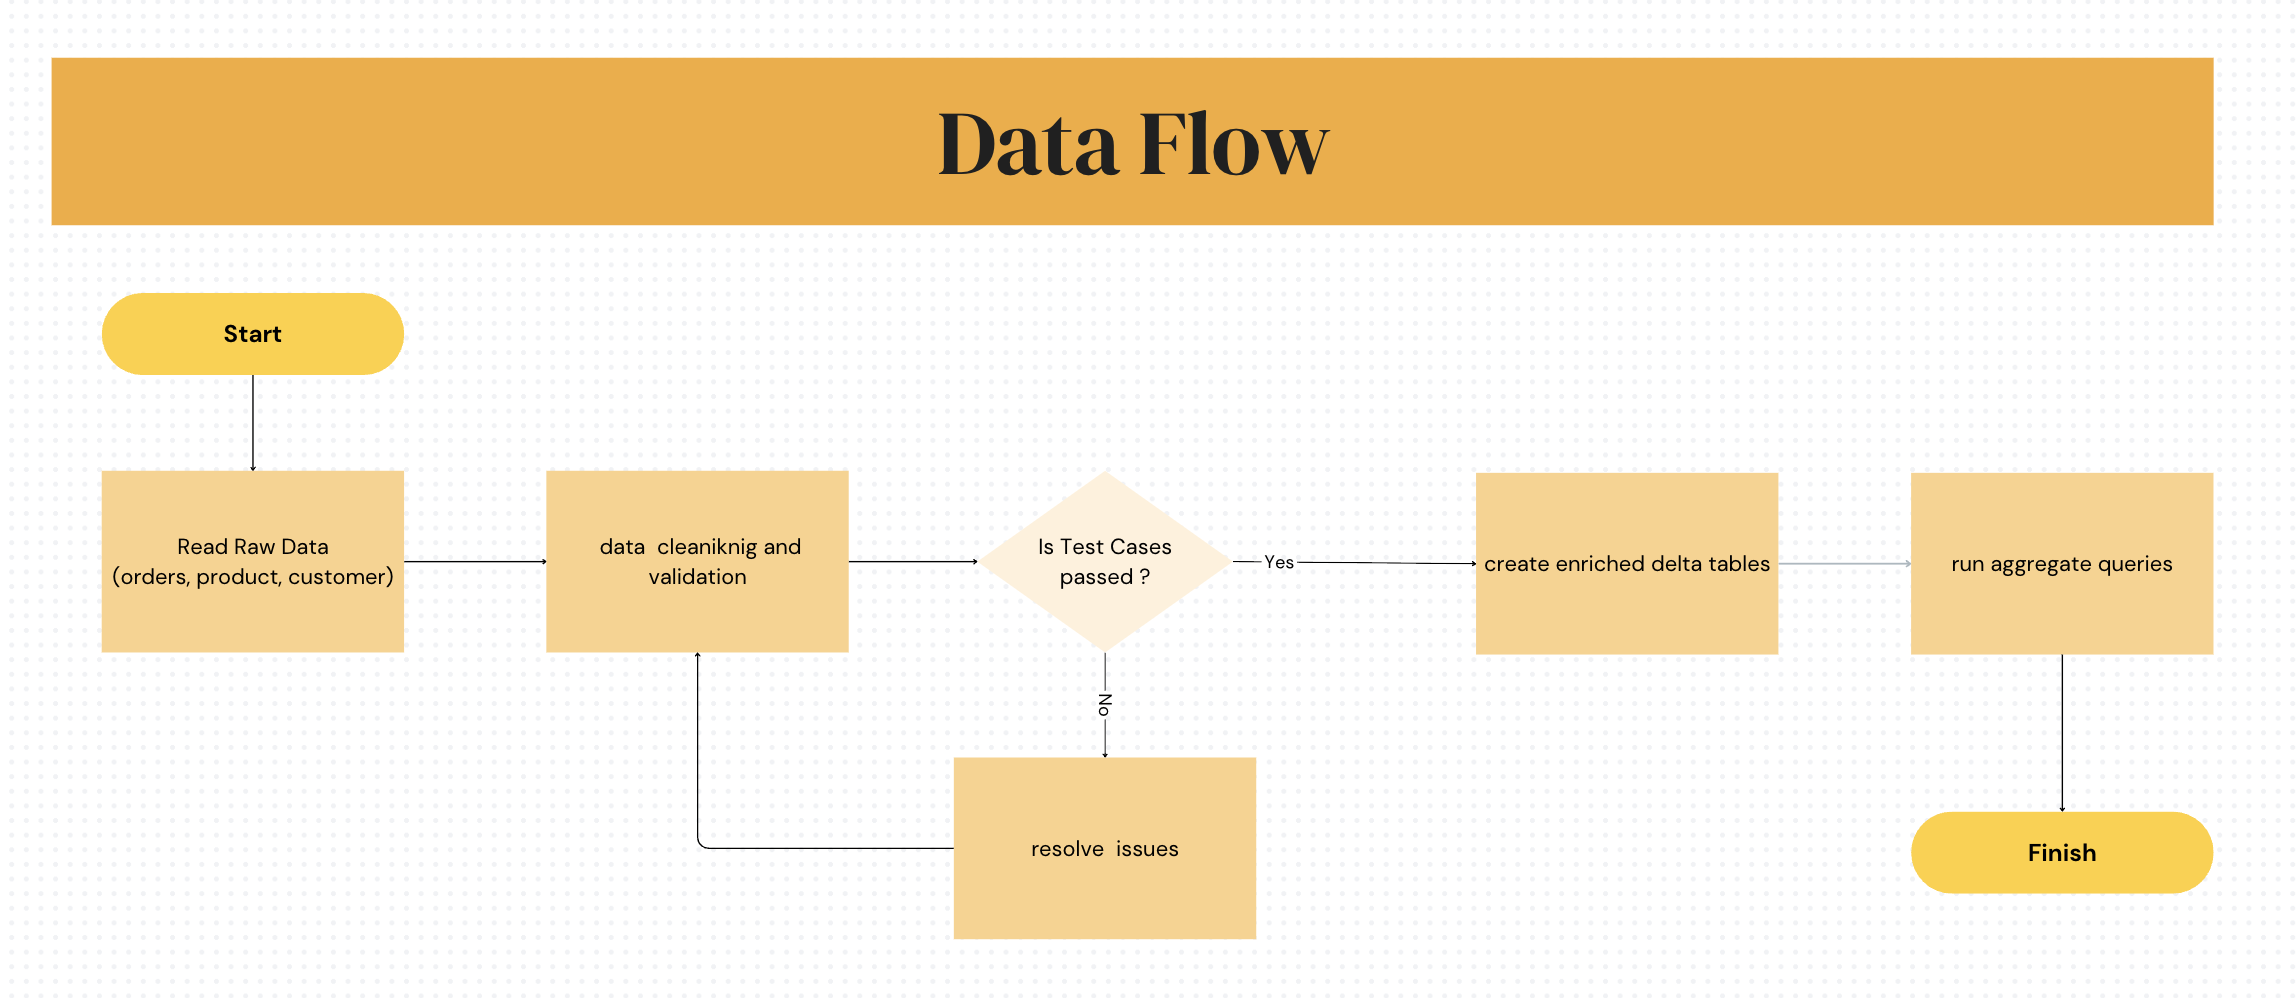 Data Flow
Start
Read Raw Data
(orders, product, customer)
data  cleaniknig and
validation
Is Test Cases
passed ?
Yes
create enriched delta tables
run aggregate queries
No
resolve  issues
Finish